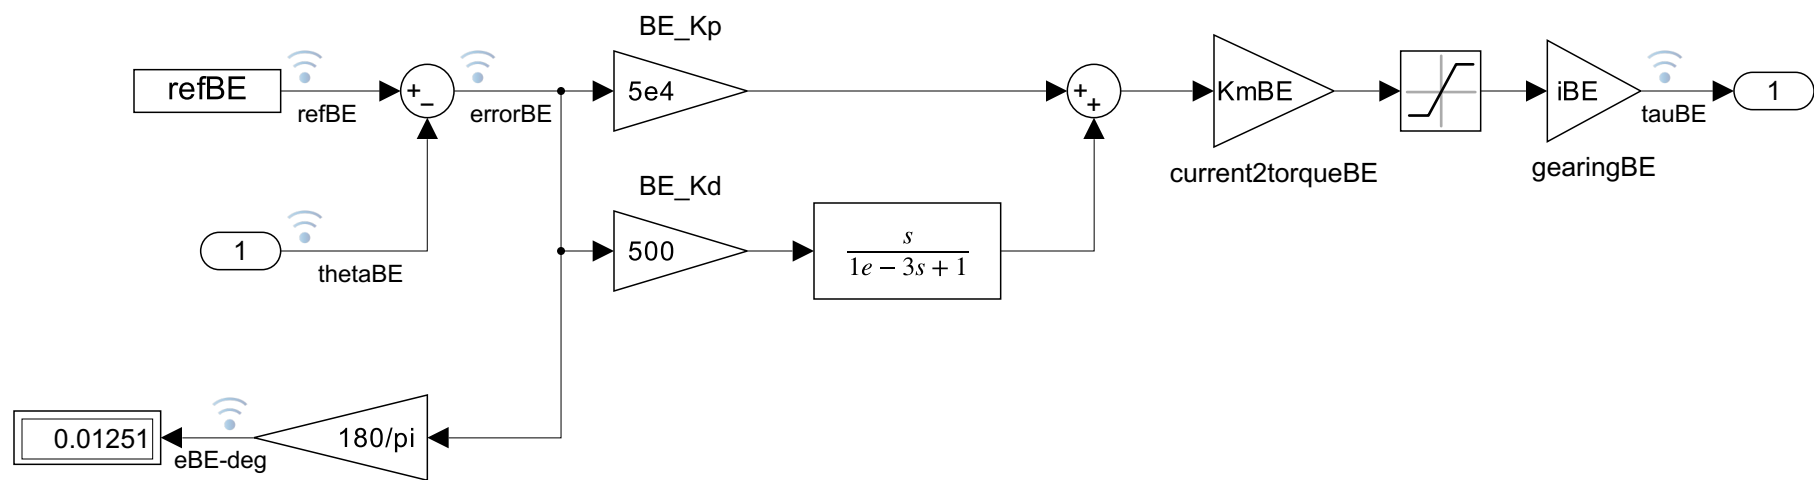 BE_Kp
refBE
refBE
+
−
errorBE
5e4
+
+
KmBE
current2torqueBE
iBE
gearingBE
tauBE
1
1
thetaBE
BE_Kd
500
s
1e − 3s + 1
0.01251
eBE-deg
180/pi